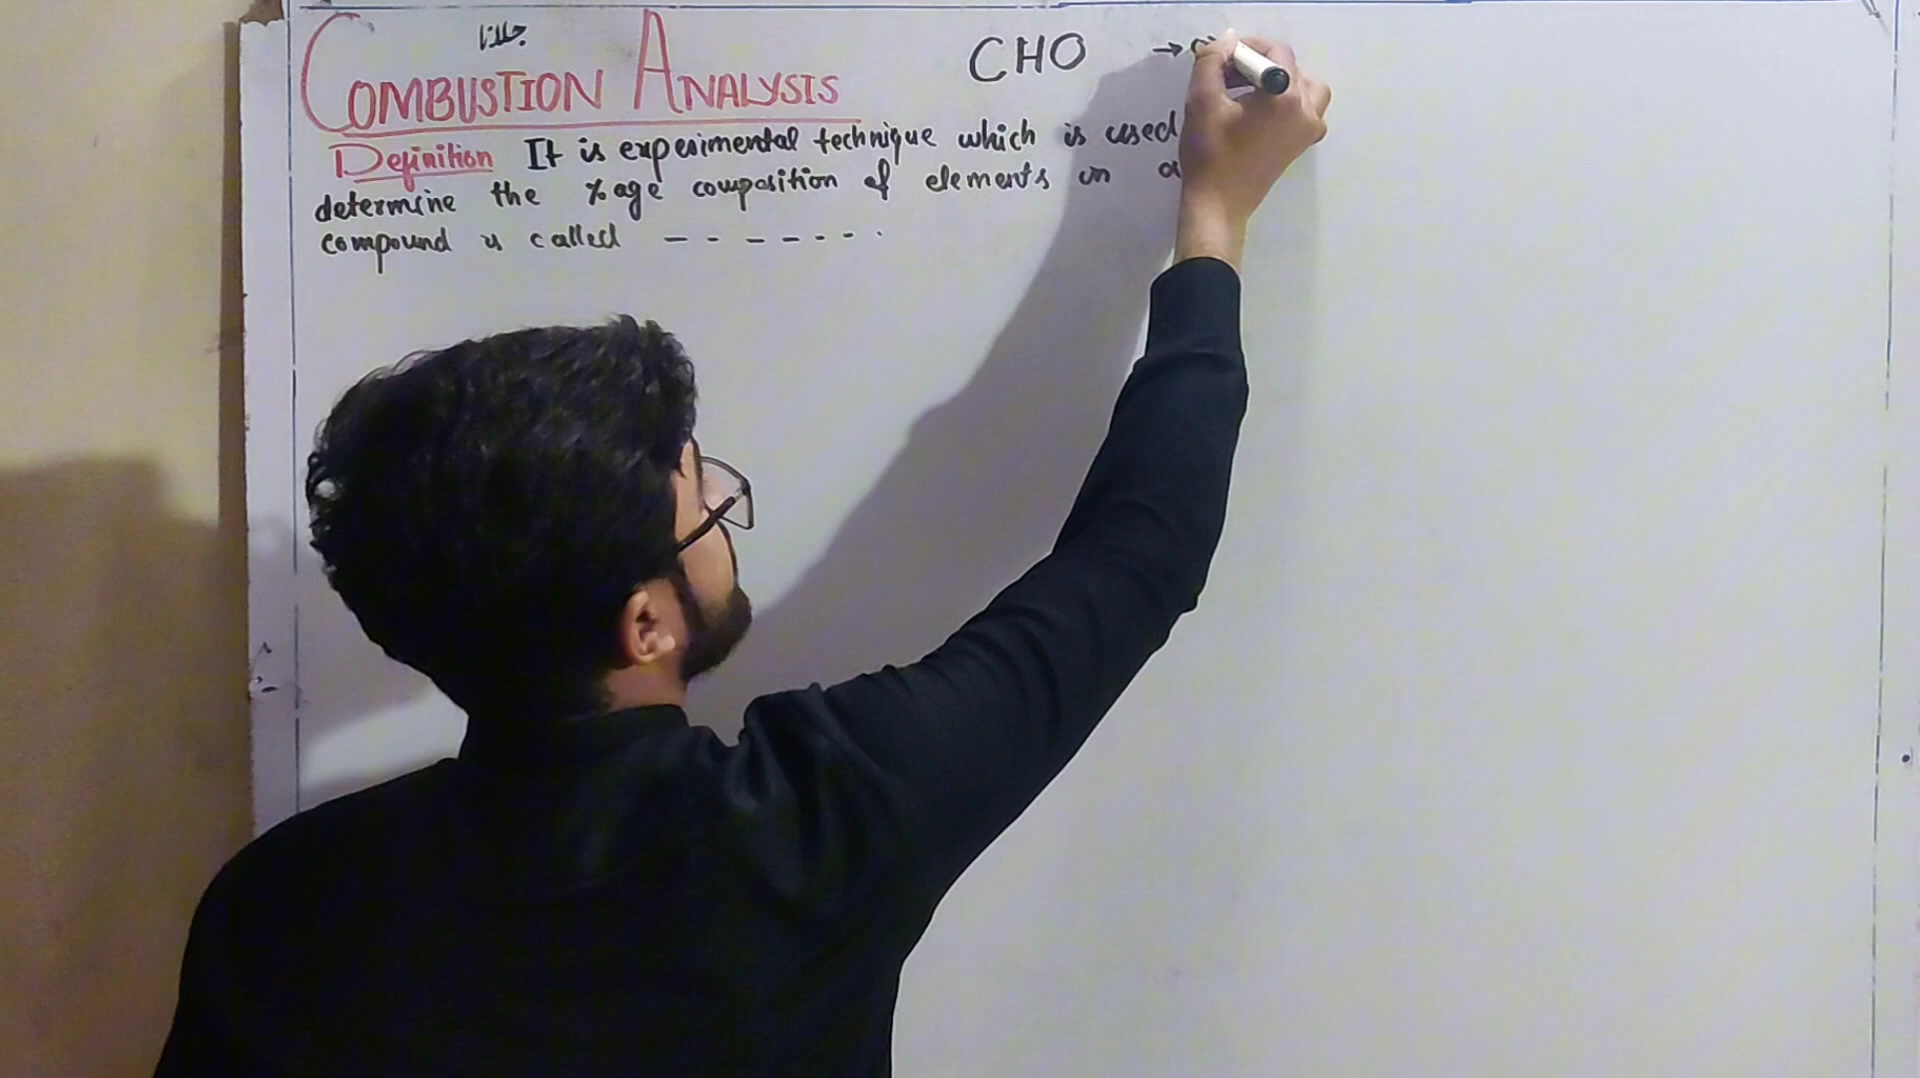 جلانا
COMBUSTION ANALYSIS
CHO →
Definition It is experimental technique which is used
determine the %age composition of elements in a
compound is called - - - - - - - .